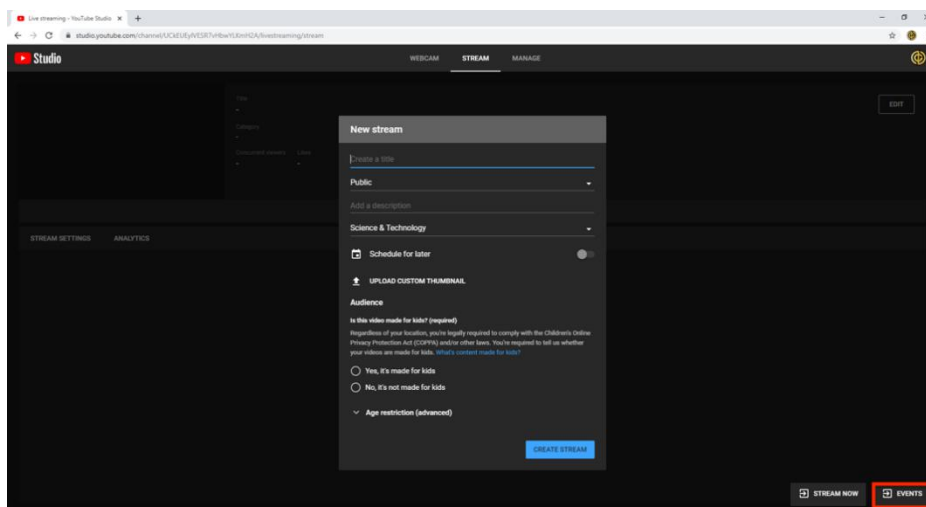 Live streaming - YouTube Studio
studio.youtube.com/channel/UCkEUEyIVESR7vHbwYLKmH2A/livestreaming/stream
Studio
WEBCAM STREAM MANAGE
Title
-
EDIT
Category
-
Concurrent viewers Likes
- -
New stream
Create a title
Public
Add a description
Science & Technology
STREAM SETTINGS ANALYTICS
Schedule for later
UPLOAD CUSTOM THUMBNAIL
Audience
Is this video made for kids? (required)
Regardless of your location, you're legally required to comply with the Children's Online
Privacy Protection Act (COPPA) and/or other laws. You're required to tell us whether
your videos are made for kids. What's content made for kids?
Yes, it's made for kids
No, it's not made for kids
Age restriction (advanced)
CREATE STREAM
STREAM NOW EVENTS